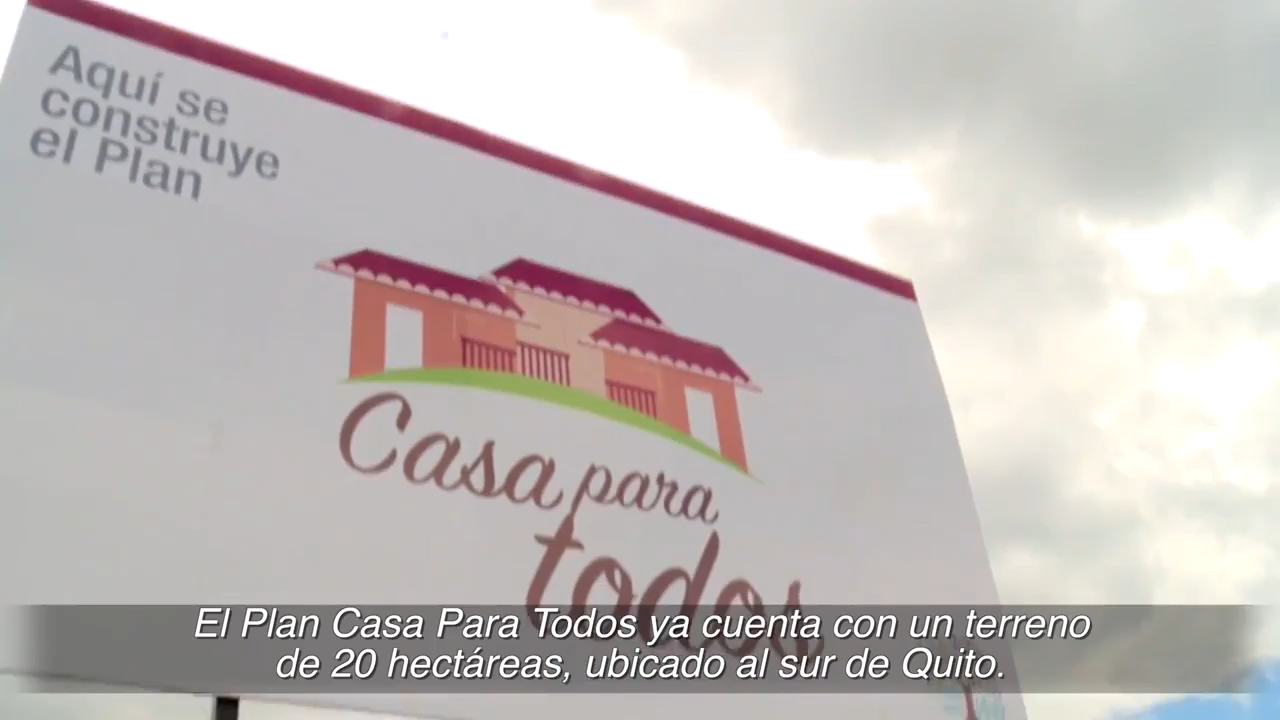 Aquí se
construye
el Plan
Casa para
todos
El Plan Casa Para Todos ya cuenta con un terreno
de 20 hectáreas, ubicado al sur de Quito.